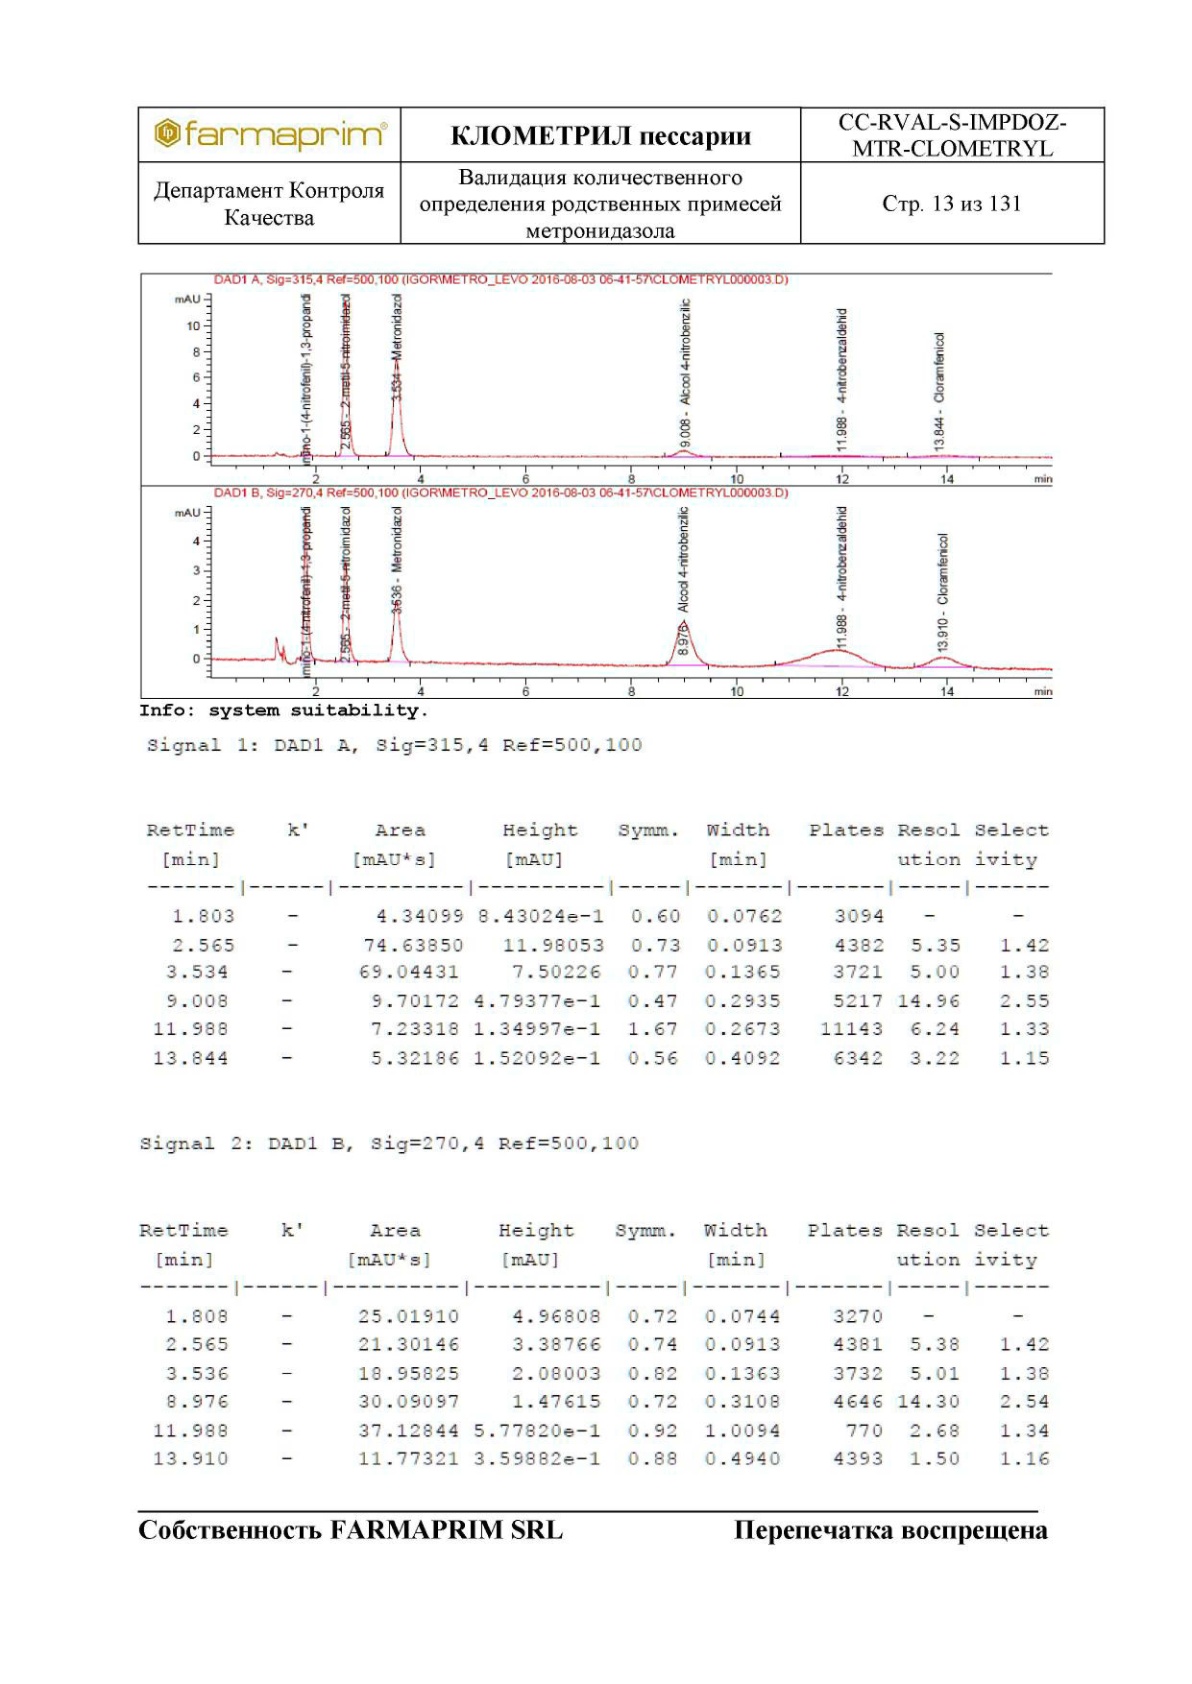 farmaprim®
КЛОМЕТРИЛ пессарии
CC-RVAL-S-IMPDOZ-
MTR-CLOMETRYL
Департамент Контроля
Качества
Валидация количественного
определения родственных примесей
метронидазола
Стр. 13 из 131
DAD1 A, Sig=315,4 Ref=500,100 (IGOR\METRO_LEVO 2016-08-03 06-41-57\CLOMETRYL000003.D)
mAU
10
8
6
4
2
0
amino-1-(4-nitrofenil)-1,3-propandi
2.565 - 2-metil-5-nitroimidazol
3.534 - Metronidazol
9.008 - Alcool 4-nitrobenzilic
11.988 - 4-nitrobenzaldehid
13.844 - Cloramfenicol
2 4 6 8 10 12 14 min
DAD1 B, Sig=270,4 Ref=500,100 (IGOR\METRO_LEVO 2016-08-03 06-41-57\CLOMETRYL000003.D)
mAU
4
3
2
1
0
amino-1-(4-nitrofenil)-1,3-propandi
2.565 - 2-metil-5-nitroimidazol
3.536 - Metronidazol
8.976 Alcool 4-nitrobenzilic
11.988 - 4-nitrobenzaldehid
13.910 - Cloramfenicol
2 4 6 8 10 12 14 min
Info: system suitability.
Signal 1: DAD1 A, Sig=315,4 Ref=500,100
RetTime k' Area Height Symm. Width Plates Resol Select
[min] [mAU*s] [mAU] [min] ution ivity
-------|------|----------|----------|-----|-------|-------|-----|------
1.803 - 4.34099 8.43024e-1 0.60 0.0762 3094 - -
2.565 - 74.63850 11.98053 0.73 0.0913 4382 5.35 1.42
3.534 - 69.04431 7.50226 0.77 0.1365 3721 5.00 1.38
9.008 - 9.70172 4.79377e-1 0.47 0.2935 5217 14.96 2.55
11.988 - 7.23318 1.34997e-1 1.67 0.2673 11143 6.24 1.33
13.844 - 5.32186 1.52092e-1 0.56 0.4092 6342 3.22 1.15
Signal 2: DAD1 B, Sig=270,4 Ref=500,100
RetTime k' Area Height Symm. Width Plates Resol Select
[min] [mAU*s] [mAU] [min] ution ivity
-------|------|----------|----------|-----|-------|-------|-----|------
1.808 - 25.01910 4.96808 0.72 0.0744 3270 - -
2.565 - 21.30146 3.38766 0.74 0.0913 4381 5.38 1.42
3.536 - 18.95825 2.08003 0.82 0.1363 3732 5.01 1.38
8.976 - 30.09097 1.47615 0.72 0.3108 4646 14.30 2.54
11.988 - 37.12844 5.77820e-1 0.92 1.0094 770 2.68 1.34
13.910 - 11.77321 3.59882e-1 0.88 0.4940 4393 1.50 1.16
Собственность FARMAPRIM SRL
Перепечатка воспрещена